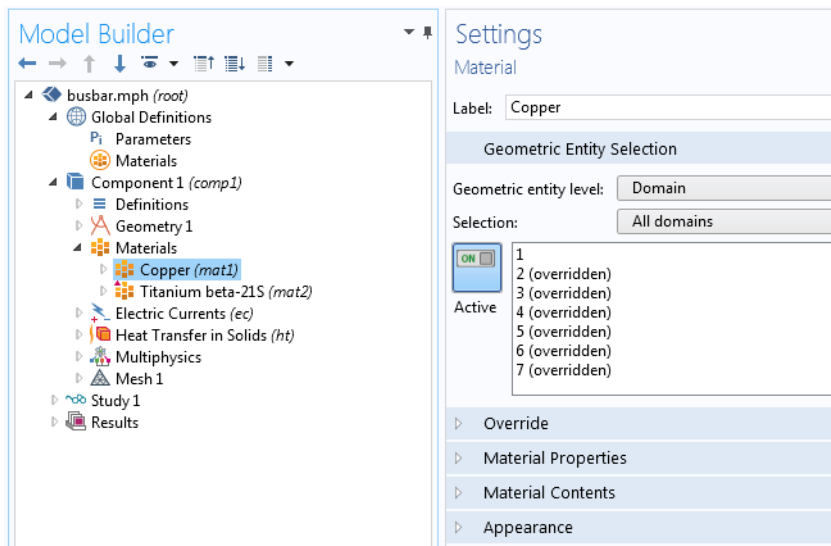 Model Builder
busbar.mph (root)
Global Definitions
Pi Parameters
Materials
Component 1 (comp1)
Definitions
Geometry 1
Materials
Copper (mat1)
Titanium beta-21S (mat2)
Electric Currents (ec)
Heat Transfer in Solids (ht)
Multiphysics
Mesh 1
Study 1
Results
Settings
Material
Label: Copper
Geometric Entity Selection
Geometric entity level: Domain
Selection: All domains
ON
Active
1
2 (overridden)
3 (overridden)
4 (overridden)
5 (overridden)
6 (overridden)
7 (overridden)
Override
Material Properties
Material Contents
Appearance